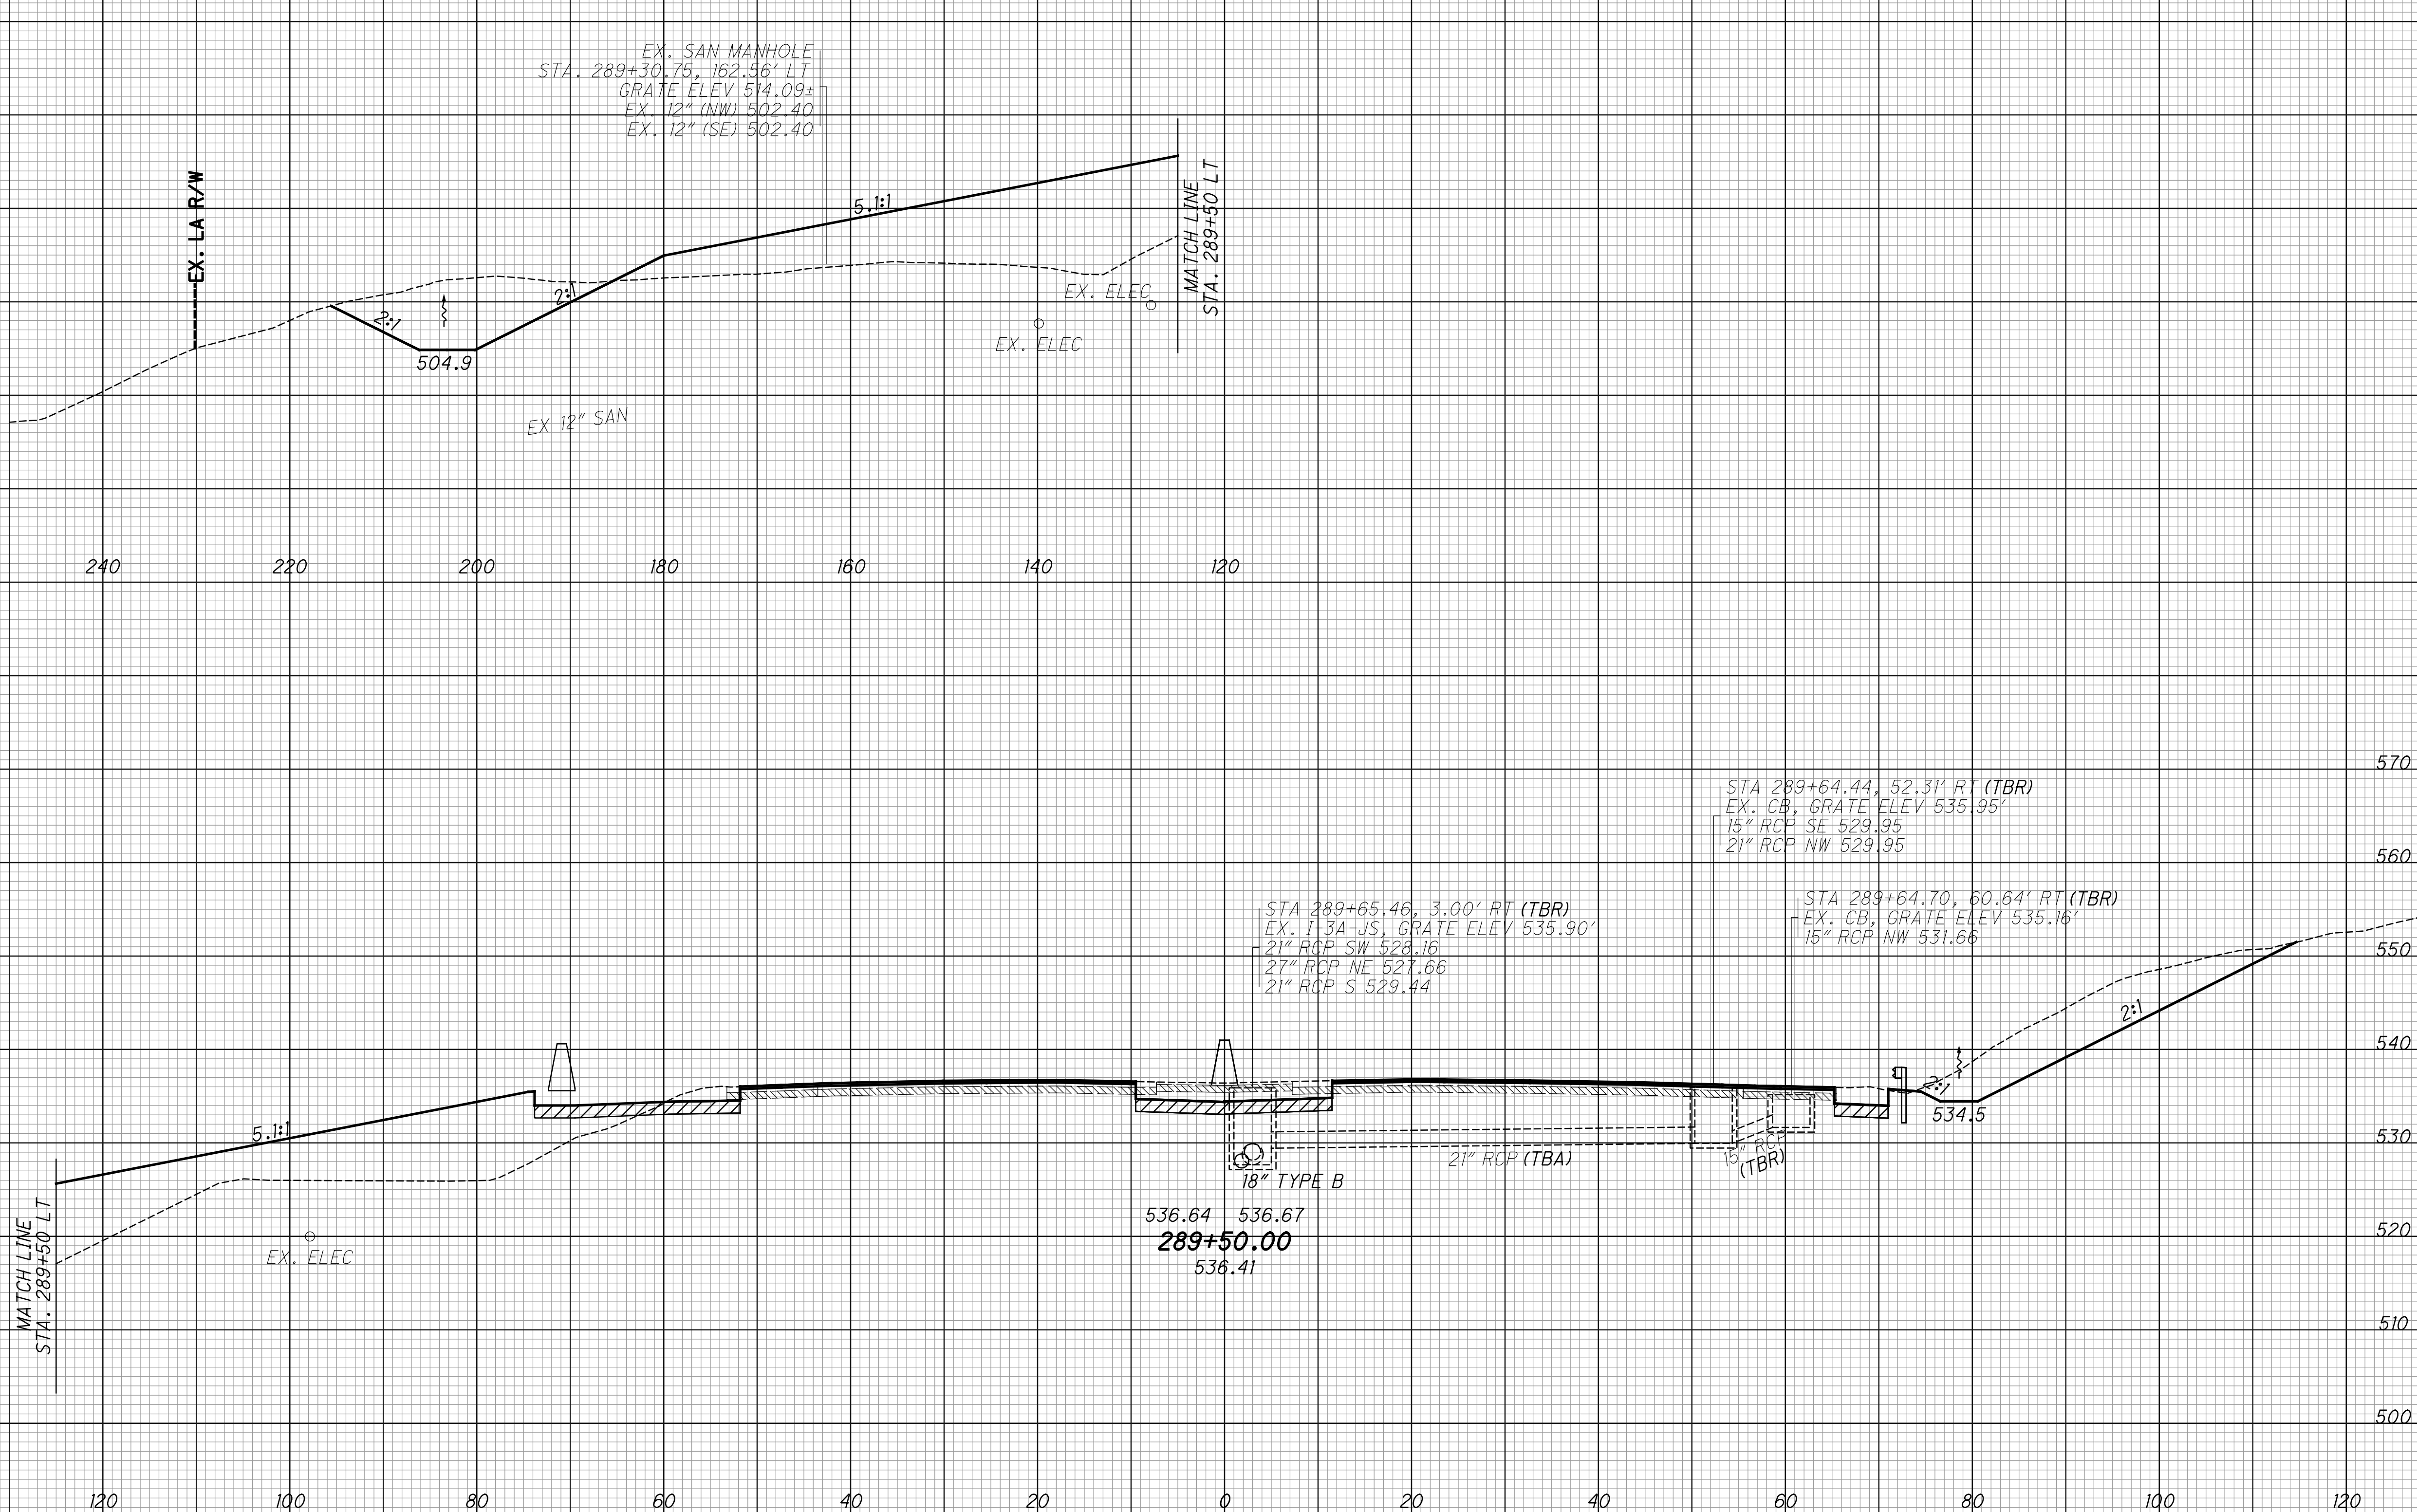 EX. SAN MANHOLE
STA. 289+30.75, 162.56' LT
GRATE ELEV 514.09±
EX. 12" (NW) 502.40
EX. 12" (SE) 502.40
EX. LA R/W
5.1:1
MATCH LINE
STA. 289+50 LT
2:1
2:1
EX. ELEC
EX. ELEC
504.9
EX 12" SAN
240 220 200 180 160 140 120
570
STA 289+64.44, 52.31' RT (TBR)
EX. CB, GRATE ELEV 535.95'
15" RCP SE 529.95
21" RCP NW 529.95
560
STA 289+64.70, 60.64' RT (TBR)
EX. CB, GRATE ELEV 535.16'
15" RCP NW 531.66
STA 289+65.46, 3.00' RT (TBR)
EX. I-3A-JS, GRATE ELEV 535.90'
21" RCP SW 528.16
27" RCP NE 527.66
21" RCP S 529.44
550
2:1
540
2:1
534.5
5.1:1
530
21" RCP (TBA)
15" RCP
(TBR)
18" TYPE B
536.64 536.67
289+50.00
536.41
520
EX. ELEC
MATCH LINE
STA. 289+50 LT
510
500
120 100 80 60 40 20 0 20 40 60 80 100 120